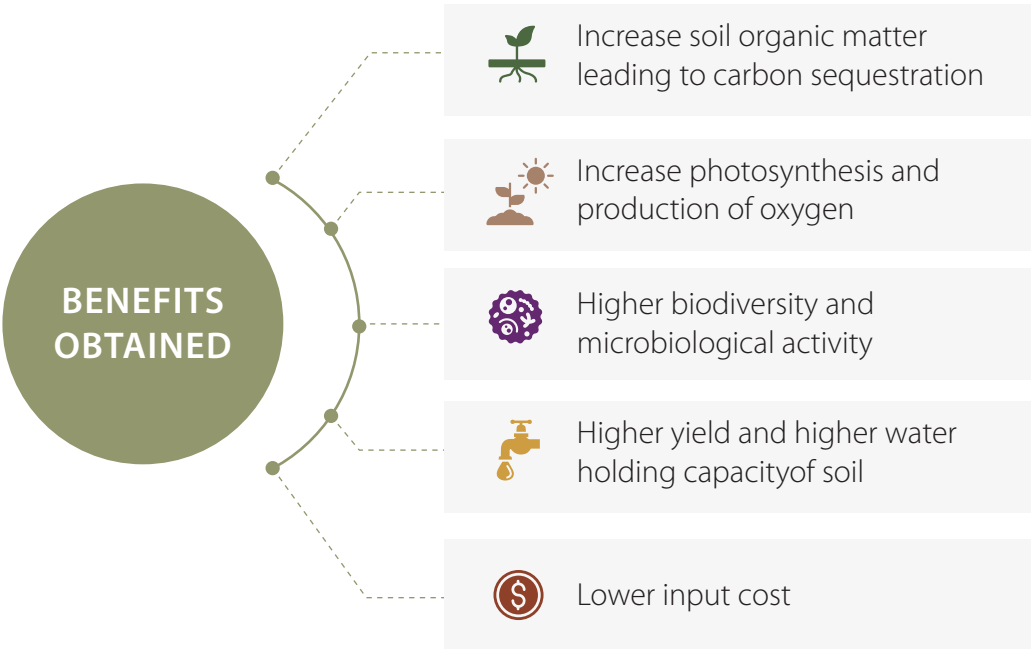 BENEFITS
OBTAINED
Increase soil organic matter
leading to carbon sequestration
Increase photosynthesis and
production of oxygen
Higher biodiversity and
microbiological activity
Higher yield and higher water
holding capacityof soil
$
Lower input cost